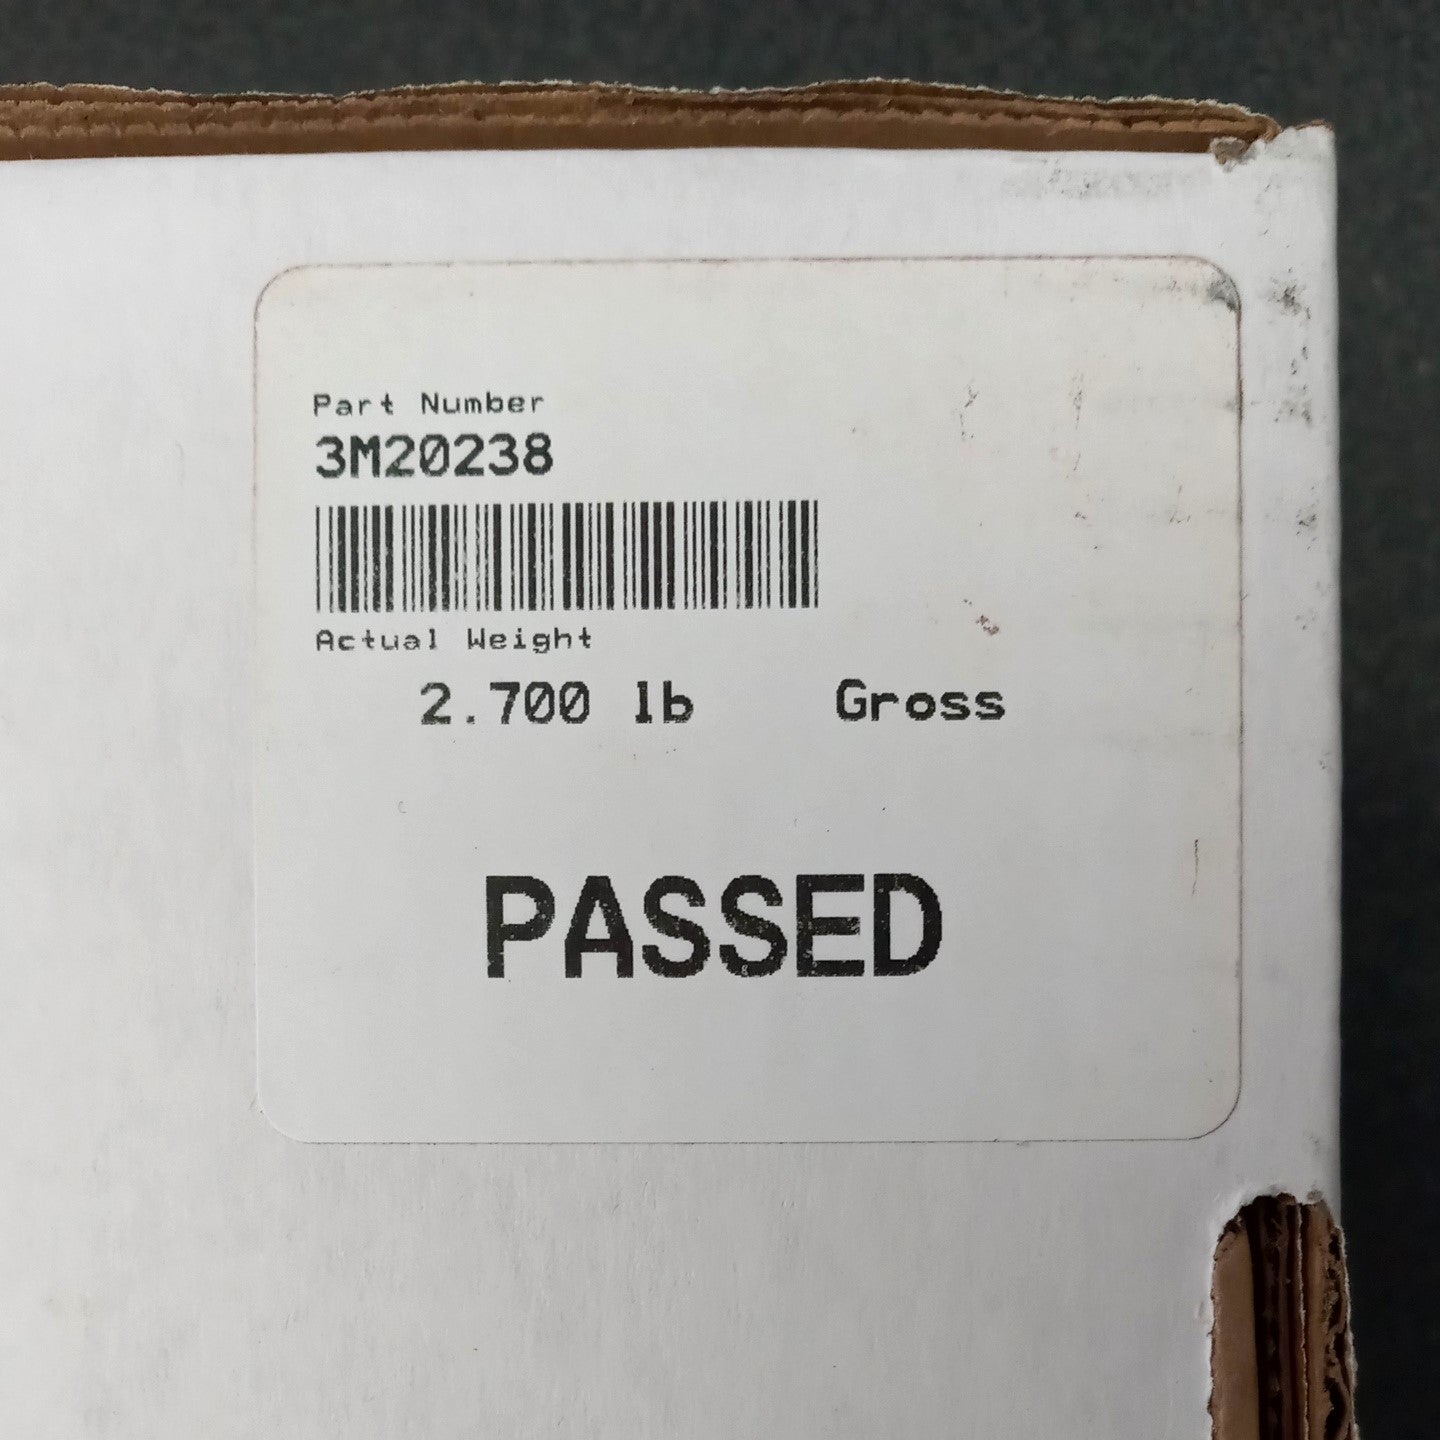 Part Number
3M20238
Actual Weight
2.700 lb Gross
PASSED